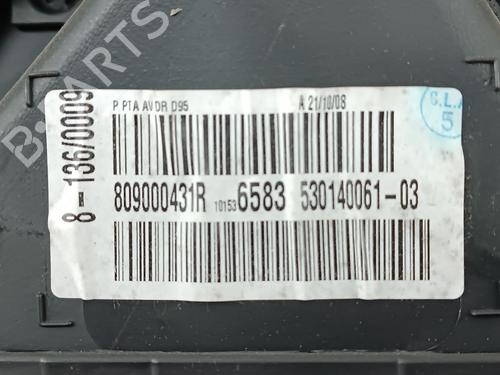 P PTA AV DR D95 A 21/10/08
C.L.A
5
8-136/0009
809000431R 10153 6583 530140061-03
B-Parts